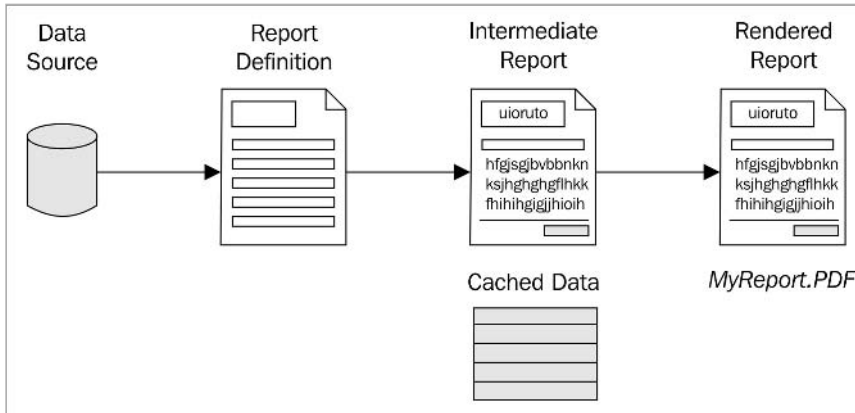 Data
Source
Report
Definition
Intermediate
Report
Rendered
Report
uioruto
hfgjsgjbvbbnkn
ksjhghghgflhkk
fhihihgigjjhioih
uioruto
hfgjsgjbvbbnkn
ksjhghghgflhkk
fhihihgigjjhioih
Cached Data
MyReport.PDF